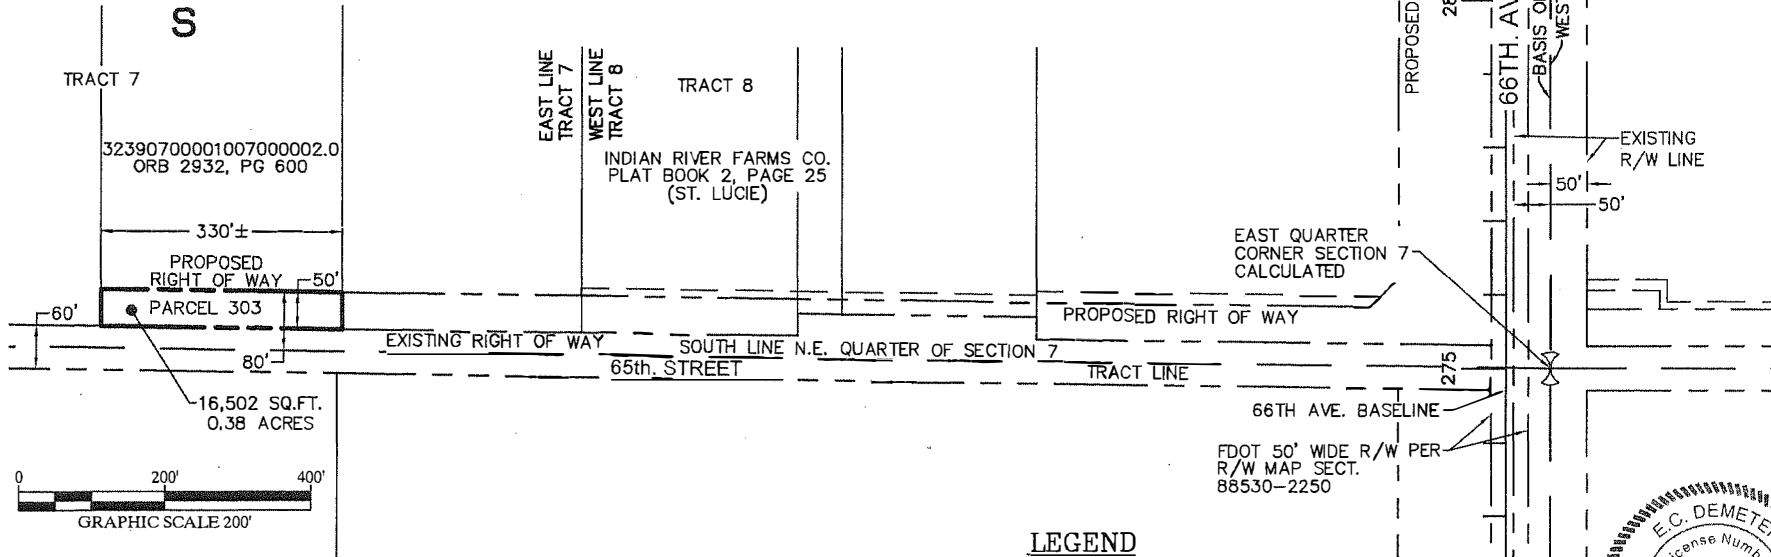 S
TRACT 7
32390700001007000002.0
ORB 2932, PG 600
330'±
PROPOSED
RIGHT OF WAY
50'
PARCEL 303
60'
80'
16,502 SQ.FT.
0.38 ACRES
0 200' 400'
GRAPHIC SCALE 200'
EAST LINE
TRACT 7
WEST LINE
TRACT 8
TRACT 8
INDIAN RIVER FARMS CO.
PLAT BOOK 2, PAGE 25
(ST. LUCIE)
EXISTING RIGHT OF WAY
SOUTH LINE N.E. QUARTER OF SECTION 7
65th. STREET
TRACT LINE
PROPOSED RIGHT OF WAY
PROPOSED
28
66TH. AV
BASIS O
WEST
EXISTING
R/W LINE
50'
50'
EAST QUARTER
CORNER SECTION 7
CALCULATED
275
66TH AVE. BASELINE
FDOT 50' WIDE R/W PER
R/W MAP SECT.
88530-2250
LEGEND
E.C. DEMETE
icense Numb